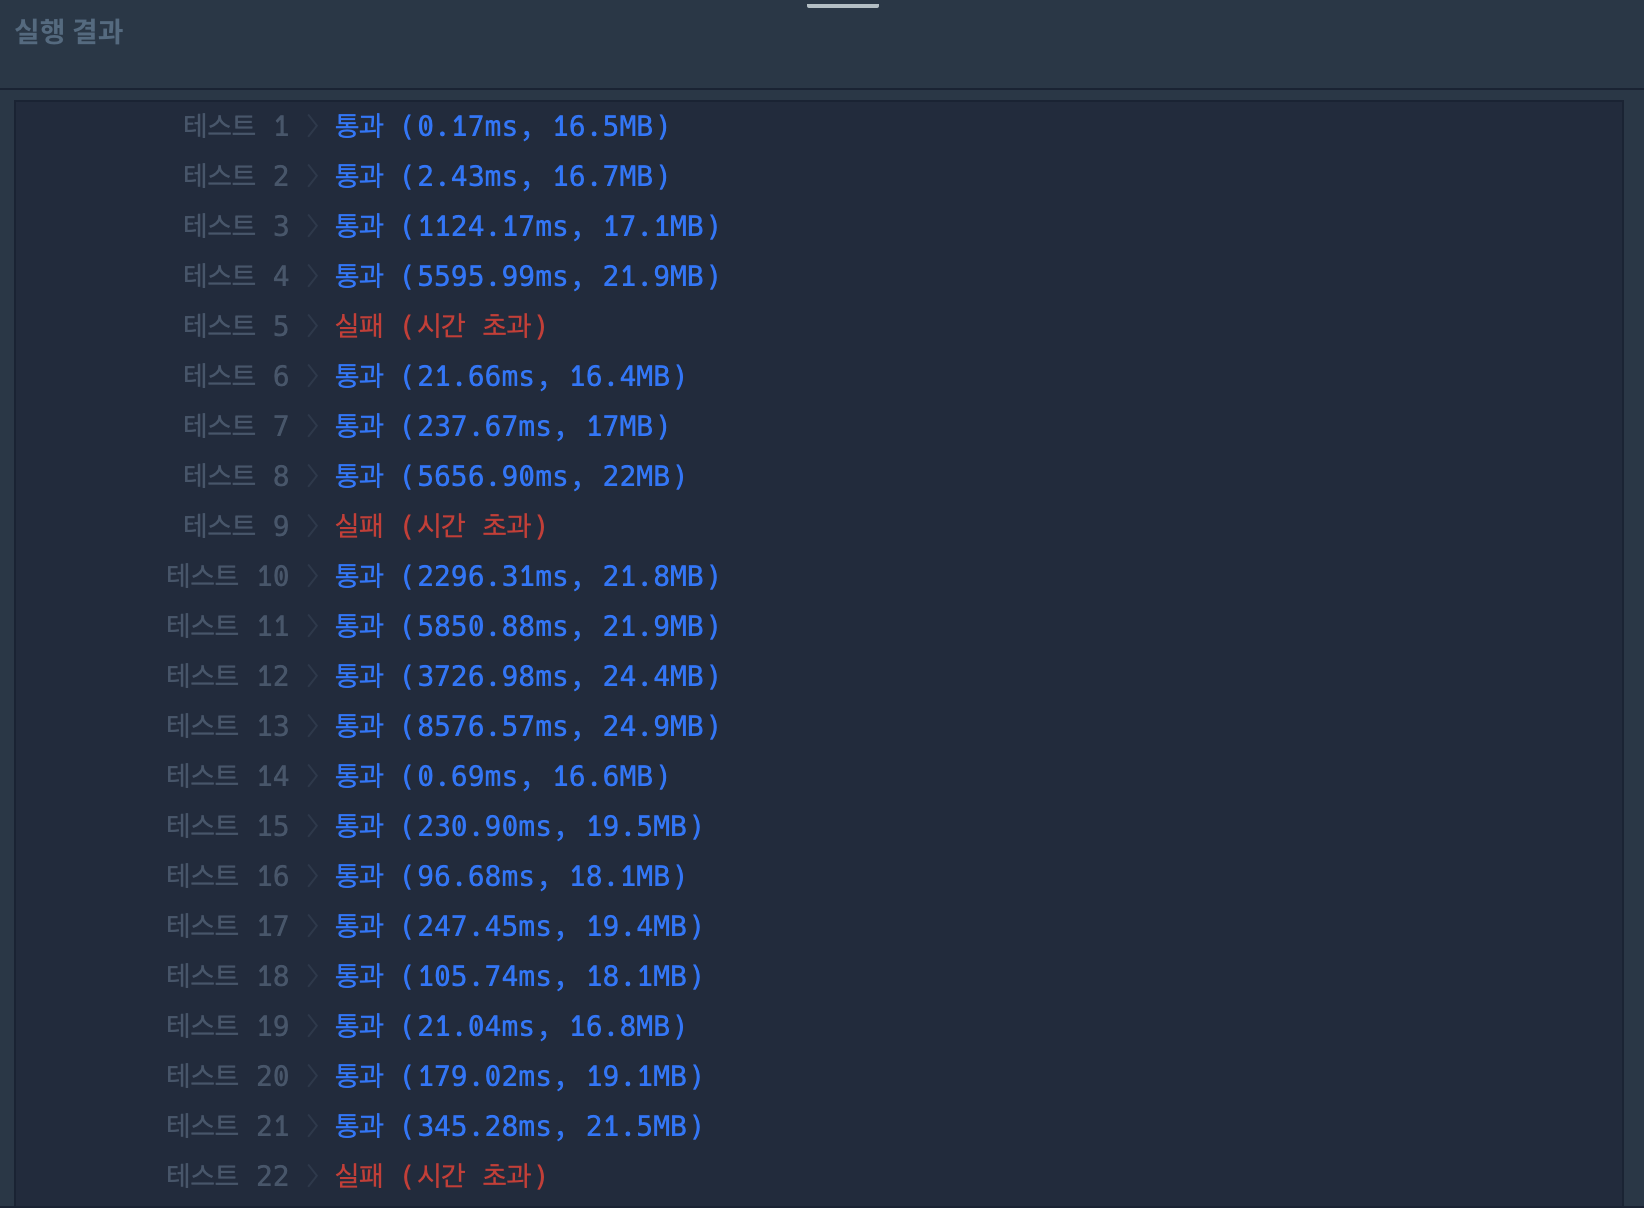 실행 결과
테스트 1 〉 통과 (0.17ms, 16.5MB)
테스트 2 〉 통과 (2.43ms, 16.7MB)
테스트 3 〉 통과 (1124.17ms, 17.1MB)
테스트 4 〉 통과 (5595.99ms, 21.9MB)
테스트 5 〉 실패 (시간 초과)
테스트 6 〉 통과 (21.66ms, 16.4MB)
테스트 7 〉 통과 (237.67ms, 17MB)
테스트 8 〉 통과 (5656.90ms, 22MB)
테스트 9 〉 실패 (시간 초과)
테스트 10 〉 통과 (2296.31ms, 21.8MB)
테스트 11 〉 통과 (5850.88ms, 21.9MB)
테스트 12 〉 통과 (3726.98ms, 24.4MB)
테스트 13 〉 통과 (8576.57ms, 24.9MB)
테스트 14 〉 통과 (0.69ms, 16.6MB)
테스트 15 〉 통과 (230.90ms, 19.5MB)
테스트 16 〉 통과 (96.68ms, 18.1MB)
테스트 17 〉 통과 (247.45ms, 19.4MB)
테스트 18 〉 통과 (105.74ms, 18.1MB)
테스트 19 〉 통과 (21.04ms, 16.8MB)
테스트 20 〉 통과 (179.02ms, 19.1MB)
테스트 21 〉 통과 (345.28ms, 21.5MB)
테스트 22 〉 실패 (시간 초과)